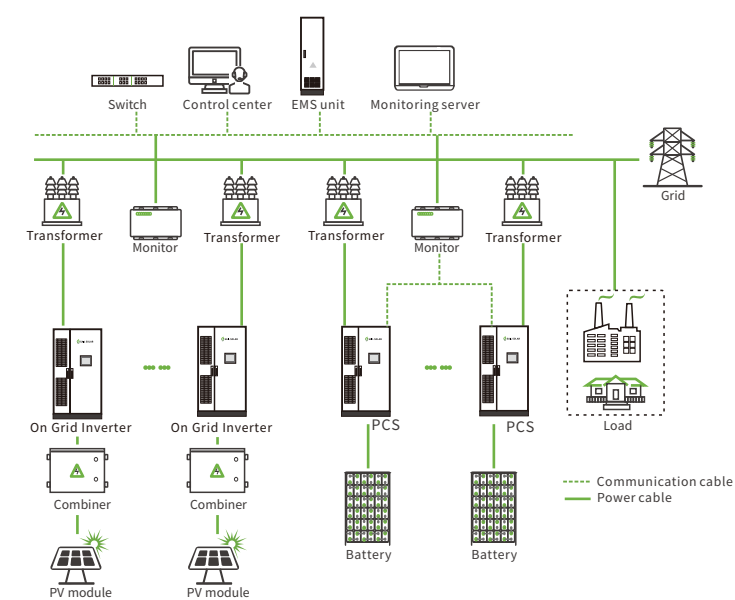 Switch
Control center
EMS unit
Monitoring server
Grid
Transformer
Monitor
Transformer
Transformer
Monitor
Transformer
On Grid Inverter
On Grid Inverter
PCS
PCS
Load
Combiner
Combiner
Communication cable
Power cable
Battery
Battery
PV module
PV module